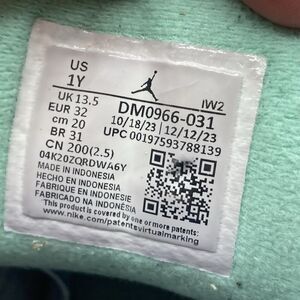 US
1Y
UK 13.5
EUR 32
cm 20
BR 31
CN 200(2.5)
DM0966-031
IW2
10/18/23 12/12/23
UPC 00197593788139
04K20ZQRDWA6Y
MADE IN INDONESIA
HECHO EN INDONESIA
FABRIQUE EN INDONESIE
FABRICADO NA INDONÉSIA
This product is covered by one or more patents:
www.nike.com/patentsvirtualmarking